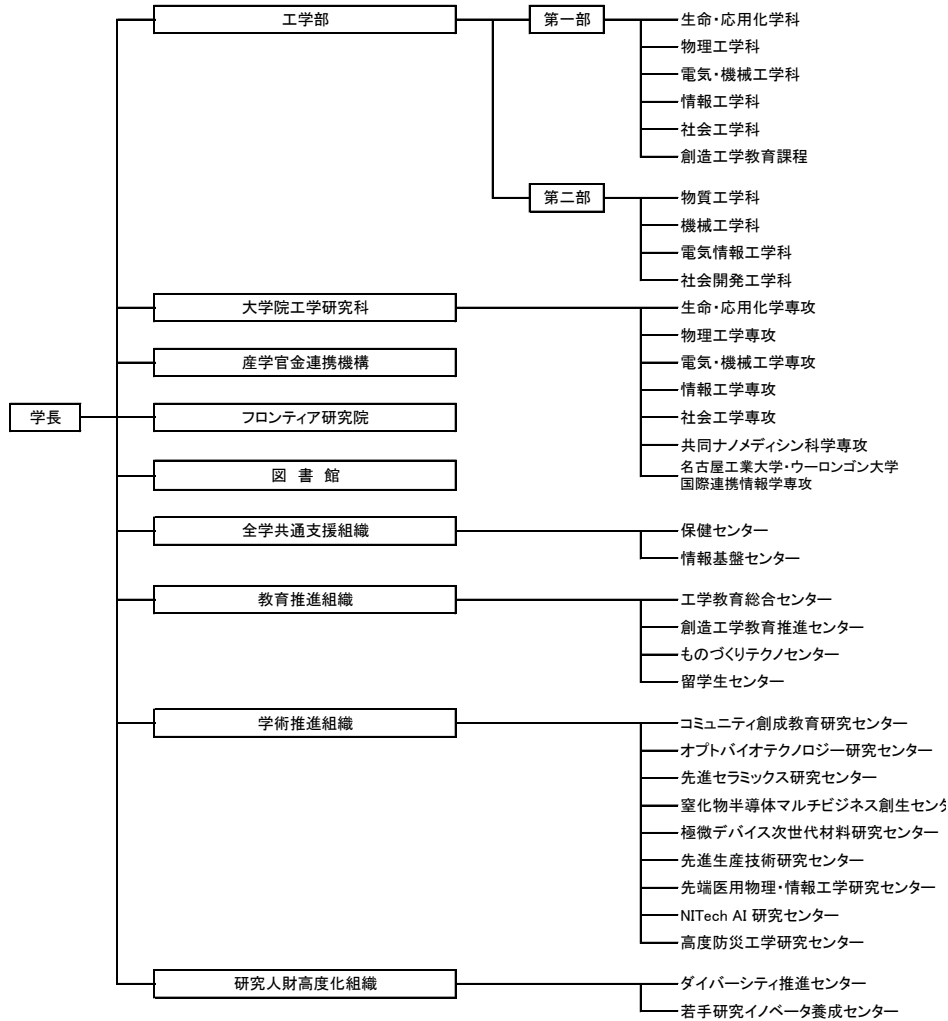 工学部
第一部
生命・応用化学科
物理工学科
電気・機械工学科
情報工学科
社会工学科
創造工学教育課程
第二部
物質工学科
機械工学科
電気情報工学科
社会開発工学科
大学院工学研究科
生命・応用化学専攻
物理工学専攻
電気・機械工学専攻
情報工学専攻
社会工学専攻
共同ナノメディシン科学専攻
名古屋工業大学・ウーロンゴン大学
国際連携情報学専攻
産学官金連携機構
学長
フロンティア研究院
図 書 館
全学共通支援組織
保健センター
情報基盤センター
教育推進組織
工学教育総合センター
創造工学教育推進センター
ものづくりテクノセンター
留学生センター
学術推進組織
コミュニティ創成教育研究センター
オプトバイオテクノロジー研究センター
先進セラミックス研究センター
窒化物半導体マルチビジネス創生センタ
極微デバイス次世代材料研究センター
先進生産技術研究センター
先端医用物理・情報工学研究センター
NITech AI 研究センター
高度防災工学研究センター
研究人財高度化組織
ダイバーシティ推進センター
若手研究イノベータ養成センター